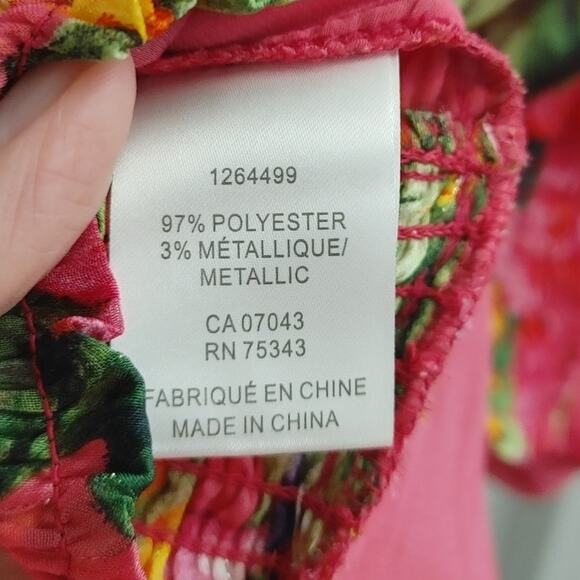 1264499
97% POLYESTER
3% MÉTALLIQUE/
METALLIC
CA 07043
RN 75343
FABRIQUÉ EN CHINE
MADE IN CHINA